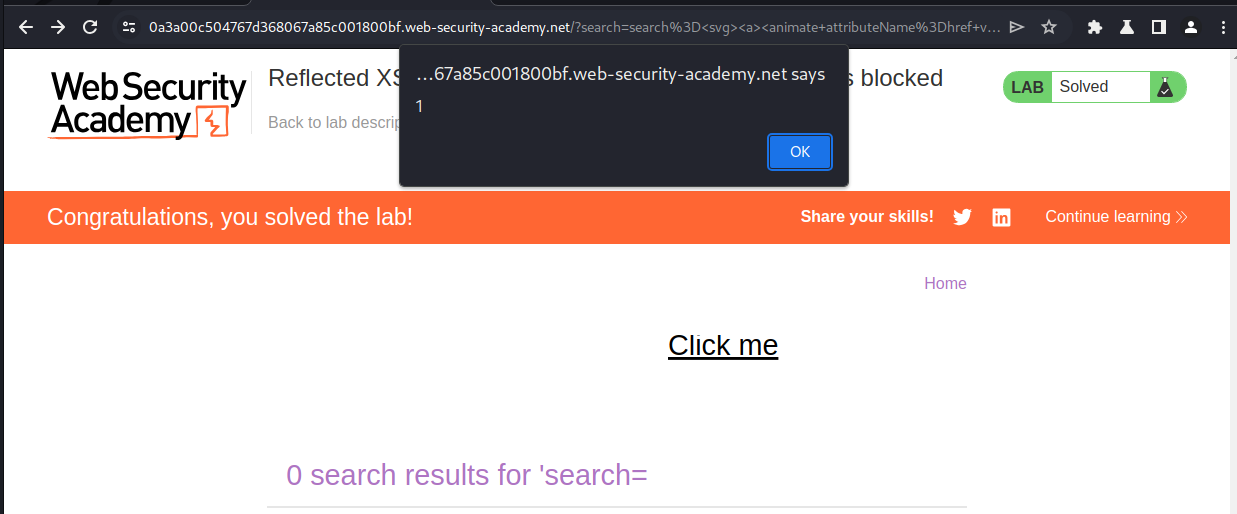 0a3a00c504767d368067a85c001800bf.web-security-academy.net/?search=search%3D<svg><a><animate+attributeName%3Dhref+v...
...67a85c001800bf.web-security-academy.net says
1
OK
Web Security
Academy
Reflected XS
s blocked
Back to lab descrip
LAB Solved
Congratulations, you solved the lab!
Share your skills!
Continue learning
Home
Click me
0 search results for 'search=